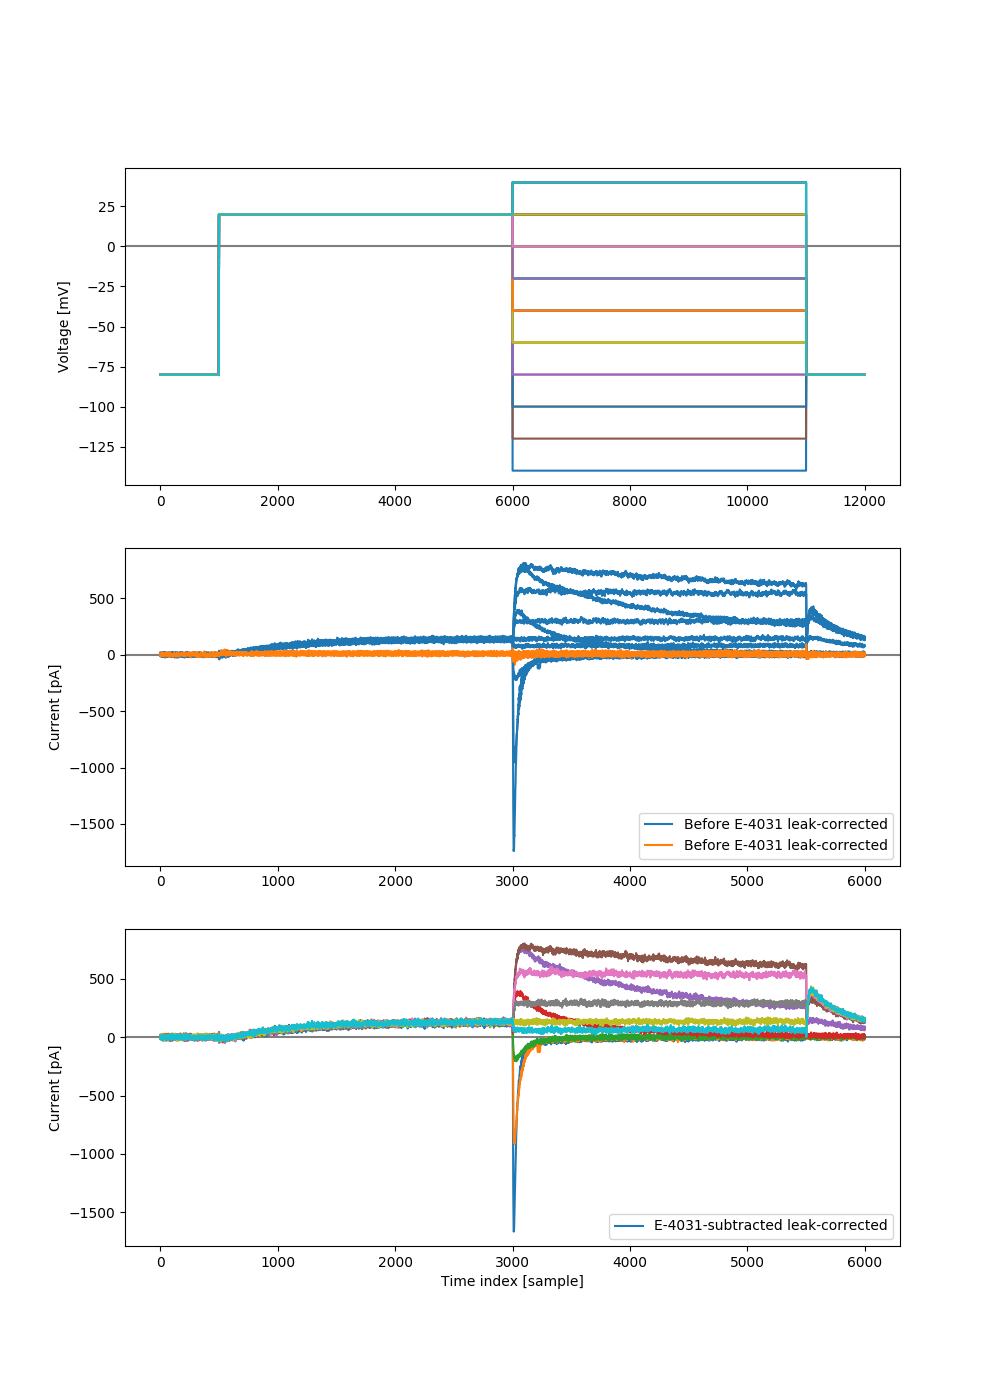 25
0
−25
−50
−75
−100
−125
Voltage [mV]
0 2000 4000 6000 8000 10000 12000
500
0
−500
−1000
−1500
Current [pA]
Before E-4031 leak-corrected
Before E-4031 leak-corrected
0 1000 2000 3000 4000 5000 6000
500
0
−500
−1000
−1500
Current [pA]
E-4031-subtracted leak-corrected
0 1000 2000 3000 4000 5000 6000
Time index [sample]